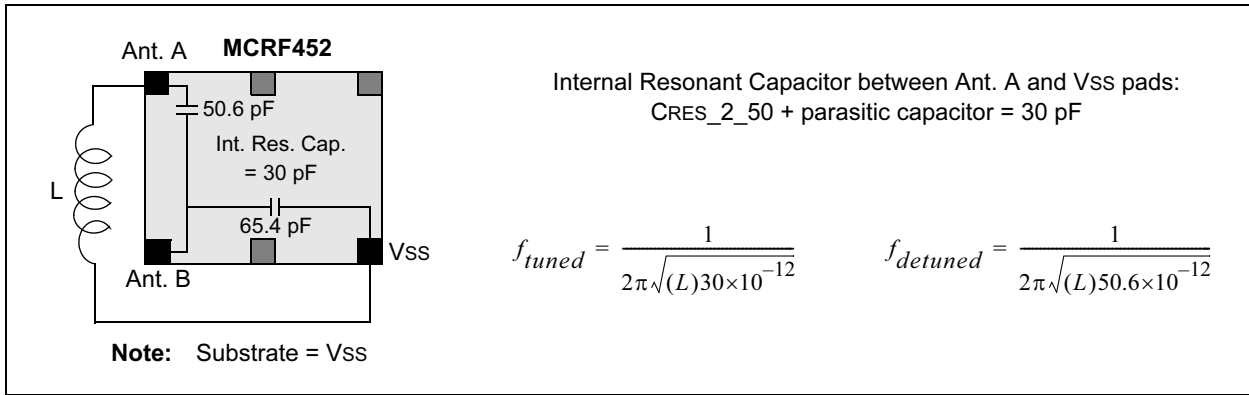 Ant. A
MCRF452
50.6 pF
Int. Res. Cap.
= 30 pF
L
65.4 pF
VSS
Ant. B
Note: Substrate = VSS
Internal Resonant Capacitor between Ant. A and VSS pads:
CRES_2_50 + parasitic capacitor = 30 pF
f_tuned = 1 / (2π√((L)30×10^−12))
f_detuned = 1 / (2π√((L)50.6×10^−12))